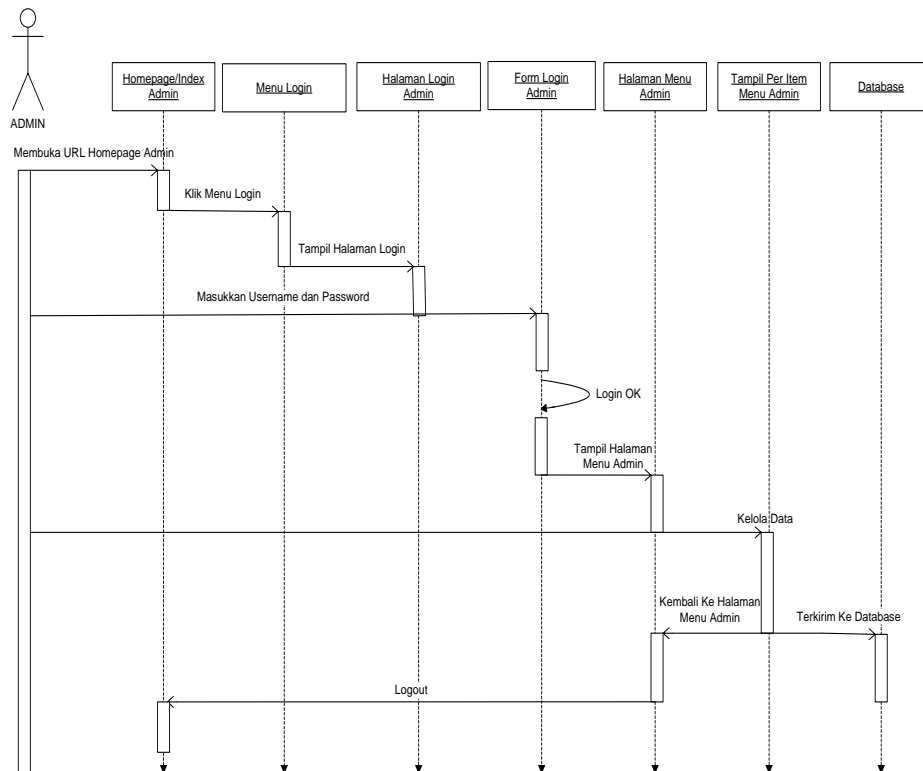 Homepage/Index
Admin
Menu Login
Halaman Login
Admin
Form Login
Admin
Halaman Menu
Admin
Tampil Per Item
Menu Admin
Database
ADMIN
Membuka URL Homepage Admin
Klik Menu Login
Tampil Halaman Login
Masukkan Username dan Password
Login OK
Tampil Halaman
Menu Admin
Kelola Data
Kembali Ke Halaman
Menu Admin
Terkirim Ke Database
Logout